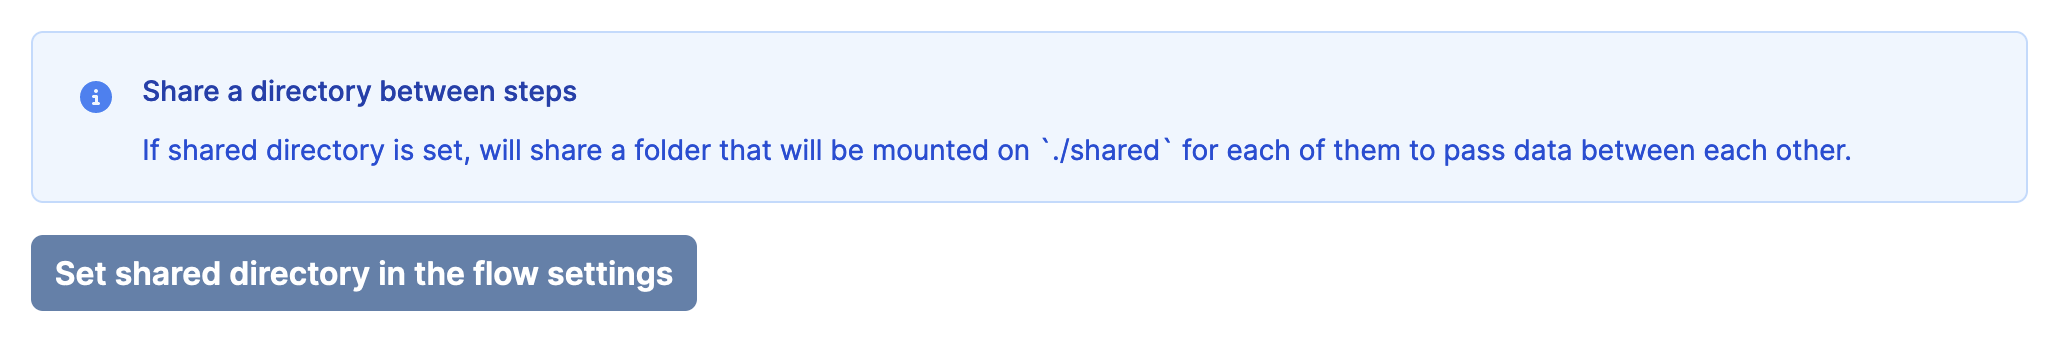 Share a directory between steps
If shared directory is set, will share a folder that will be mounted on `./shared` for each of them to pass data between each other.
Set shared directory in the flow settings